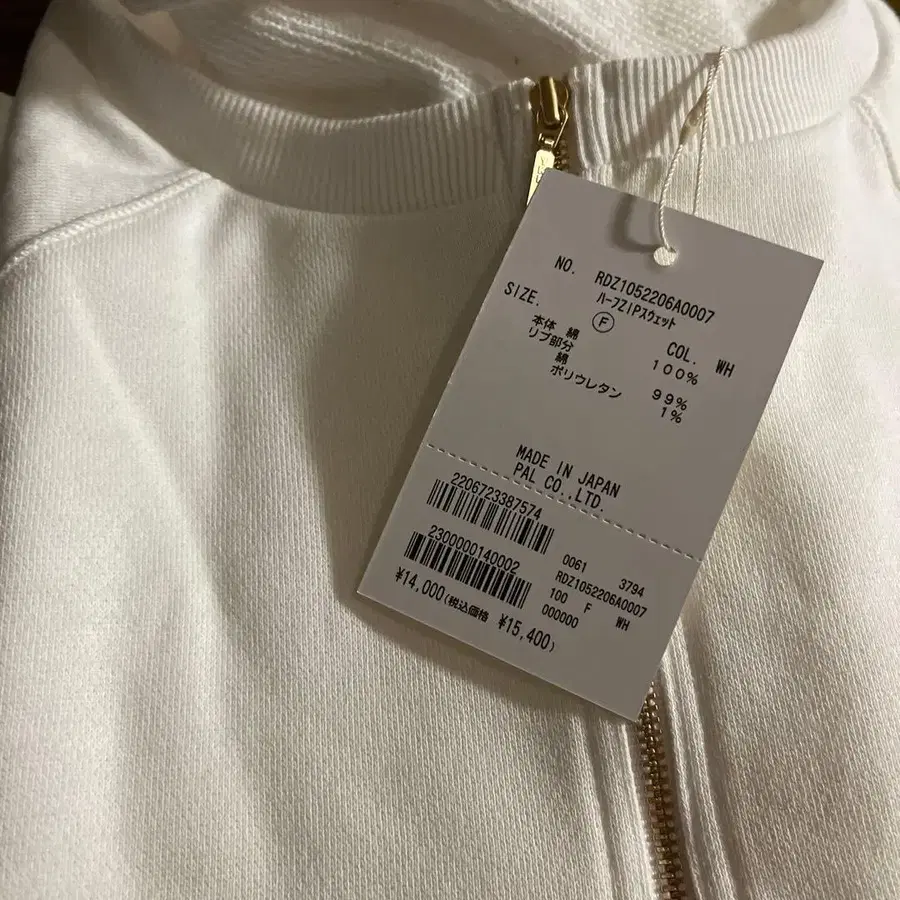 NO. RDZ1052206A0007
ハーフZIPスウェット
SIZE. Ⓕ COL. WH
本体 綿 100%
リブ部分
綿 99%
ポリウレタン 1%
MADE IN JAPAN
PAL CO.,LTD.
2206723387574
2300000140002
¥14,000(税込価格 ¥15,400)
0061 3794
RDZ1052206A0007
100 F WH
000000